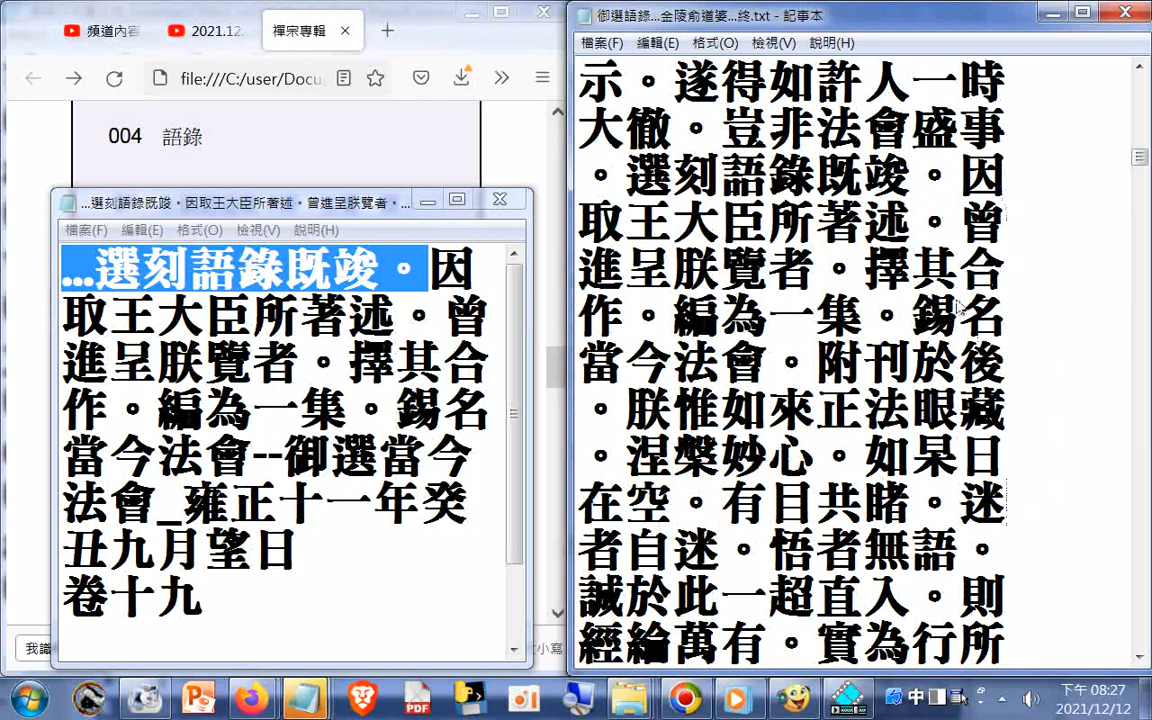 頻道內容
2021.12.
禪宗專輯
file:///C:/user/Docu
004 語錄
...選刻語錄既竣。因取王大臣所著述。曾進呈朕覽者。...
檔案(F) 編輯(E) 格式(O) 檢視(V) 說明(H)
...選刻語錄既竣。因
取王大臣所著述。曾
進呈朕覽者。擇其合
作。編為一集。錫名
當今法會--御選當今
法會_雍正十一年癸
丑九月望日
卷十九
御選語錄...金陵俞道婆...終.txt - 記事本
檔案(F) 編輯(E) 格式(O) 檢視(V) 說明(H)
示。遂得如許人一時
大徹。豈非法會盛事
。選刻語錄既竣。因
取王大臣所著述。曾
進呈朕覽者。擇其合
作。編為一集。錫名
當今法會。附刊於後
。朕惟如來正法眼藏
。涅槃妙心。如杲日
在空。有目共睹。迷
者自迷。悟者無語。
誠於此一超直入。則
經綸萬有。實為行所
中
下午 08:27
2021/12/12